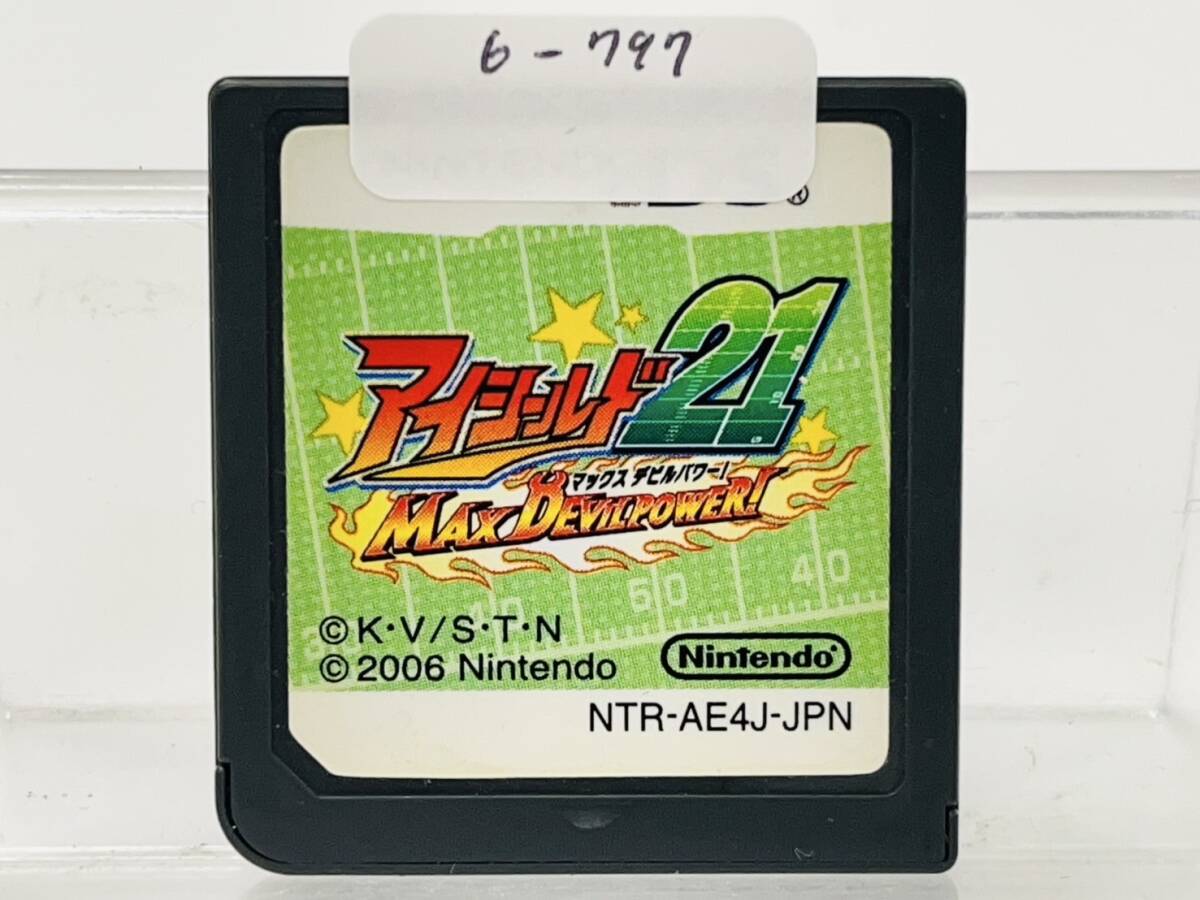 6-797
®
アイシールド21
マックス デビルパワー!
MAX DEVILPOWER!
40
50
40
©K・V/S・T・N
©2006 Nintendo
Nintendo®
NTR-AE4J-JPN